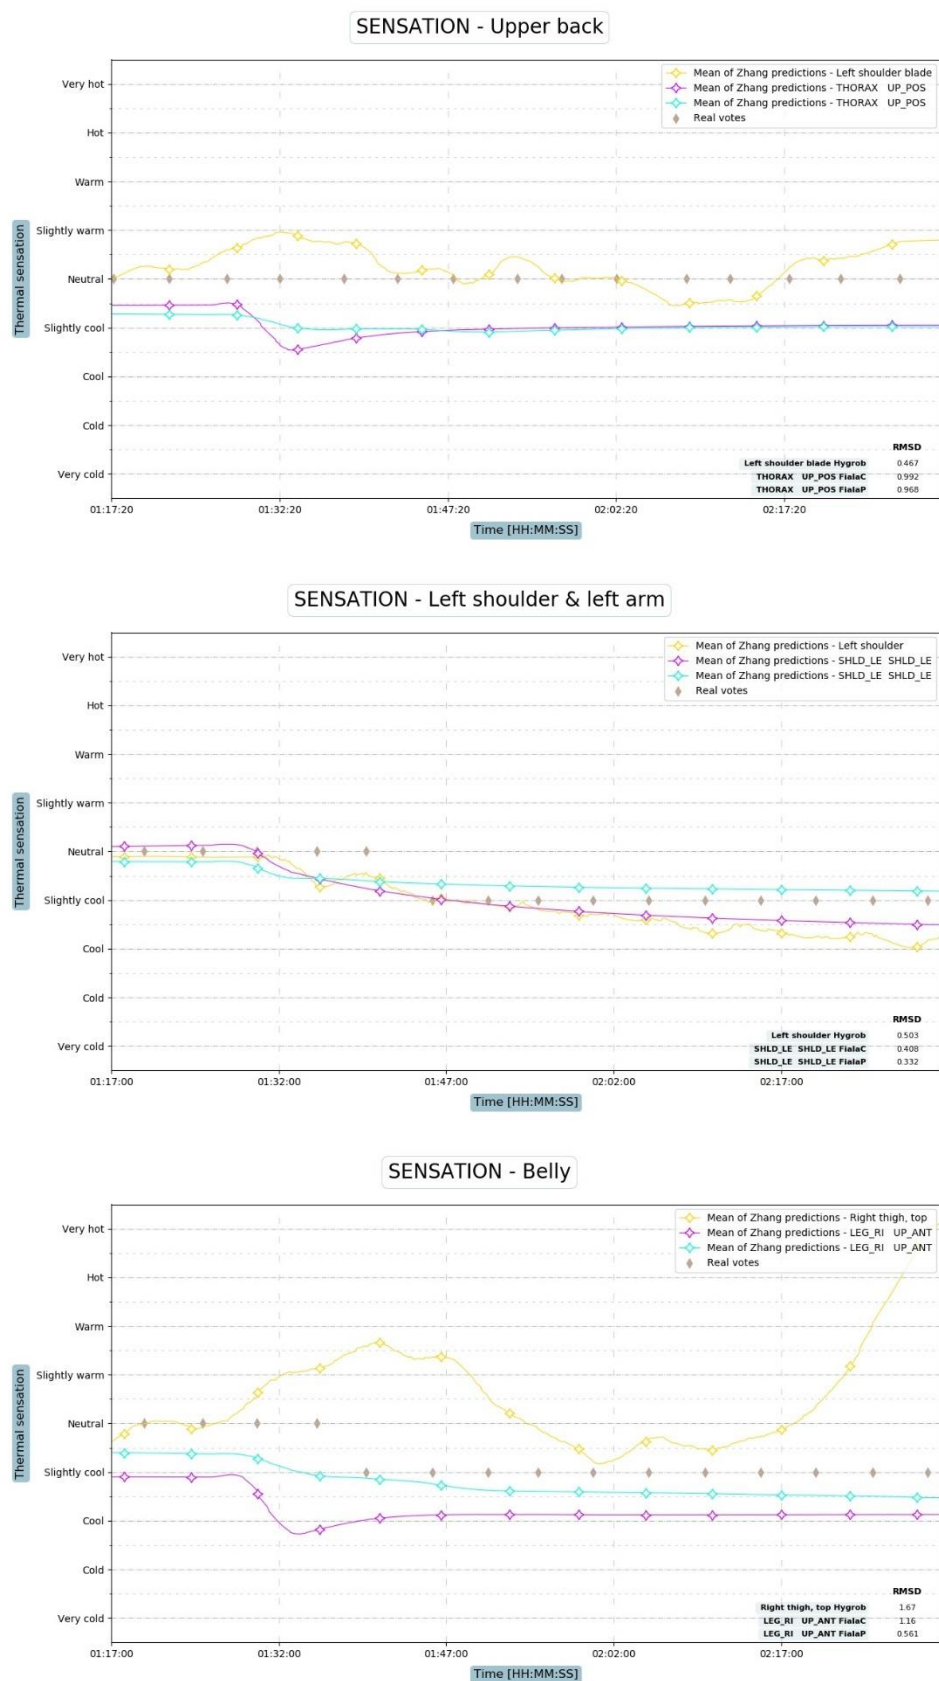 SENSATION - Upper back
Mean of Zhang predictions - Left shoulder blade
Mean of Zhang predictions - THORAX UP_POS
Mean of Zhang predictions - THORAX UP_POS
Real votes
Very hot
Hot
Warm
Slightly warm
Neutral
Slightly cool
Cool
Cold
Very cold
Thermal sensation
RMSD
Left shoulder blade Hygrob 0.467
THORAX UP_POS FialaC 0.992
THORAX UP_POS FialaP 0.968
01:17:20 01:32:20 01:47:20 02:02:20 02:17:20
Time [HH:MM:SS]
SENSATION - Left shoulder & left arm
Mean of Zhang predictions - Left shoulder
Mean of Zhang predictions - SHLD_LE SHLD_LE
Mean of Zhang predictions - SHLD_LE SHLD_LE
Real votes
Very hot
Hot
Warm
Slightly warm
Neutral
Slightly cool
Cool
Cold
Very cold
Thermal sensation
RMSD
Left shoulder Hygrob 0.503
SHLD_LE SHLD_LE FialaC 0.408
SHLD_LE SHLD_LE FialaP 0.332
01:17:00 01:32:00 01:47:00 02:02:00 02:17:00
Time [HH:MM:SS]
SENSATION - Belly
Mean of Zhang predictions - Right thigh, top
Mean of Zhang predictions - LEG_RI UP_ANT
Mean of Zhang predictions - LEG_RI UP_ANT
Real votes
Very hot
Hot
Warm
Slightly warm
Neutral
Slightly cool
Cool
Cold
Very cold
Thermal sensation
RMSD
Right thigh, top Hygrob 1.67
LEG_RI UP_ANT FialaC 1.16
LEG_RI UP_ANT FialaP 0.561
01:17:00 01:32:00 01:47:00 02:02:00 02:17:00
Time [HH:MM:SS]